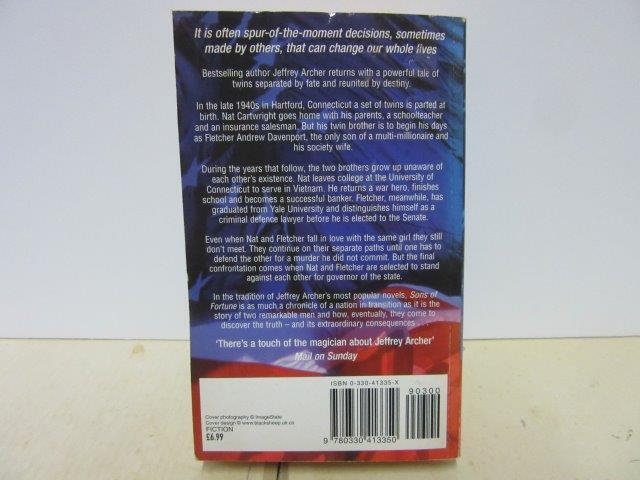 It is often spur-of-the-moment decisions, sometimes
made by others, that can change our whole lives
Bestselling author Jeffrey Archer returns with a powerful tale of
twins separated by fate and reunited by destiny.
In the late 1940s in Hartford, Connecticut a set of twins is parted at
birth. Nat Cartwright goes home with his parents, a schoolteacher
and an insurance salesman. But his twin brother is to begin his days
as Fletcher Andrew Davenport, the only son of a multi-millionaire and
his society wife.
During the years that follow, the two brothers grow up unaware of
each other's existence. Nat leaves college at the University of
Connecticut to serve in Vietnam. He returns a war hero, finishes
school and becomes a successful banker. Fletcher, meanwhile, has
graduated from Yale University and distinguishes himself as a
criminal defence lawyer before he is elected to the Senate.
Even when Nat and Fletcher fall in love with the same girl they still
don't meet. They continue on their separate paths until one has to
defend the other for a murder he did not commit. But the final
confrontation comes when Nat and Fletcher are selected to stand
against each other for governor of the state.
In the tradition of Jeffrey Archer's most popular novels, Sons of
Fortune is as much a chronicle of a nation in transition as it is the
story of two remarkable men and how, eventually, they come to
discover the truth – and its extraordinary consequences . . .
'There's a touch of the magician about Jeffrey Archer'
Mail on Sunday
ISBN 0-330-41335-X
90300
9 780330 413350
Cover photography © ImageState
Cover design © www.blacksheep.uk.co
FICTION
£6.99